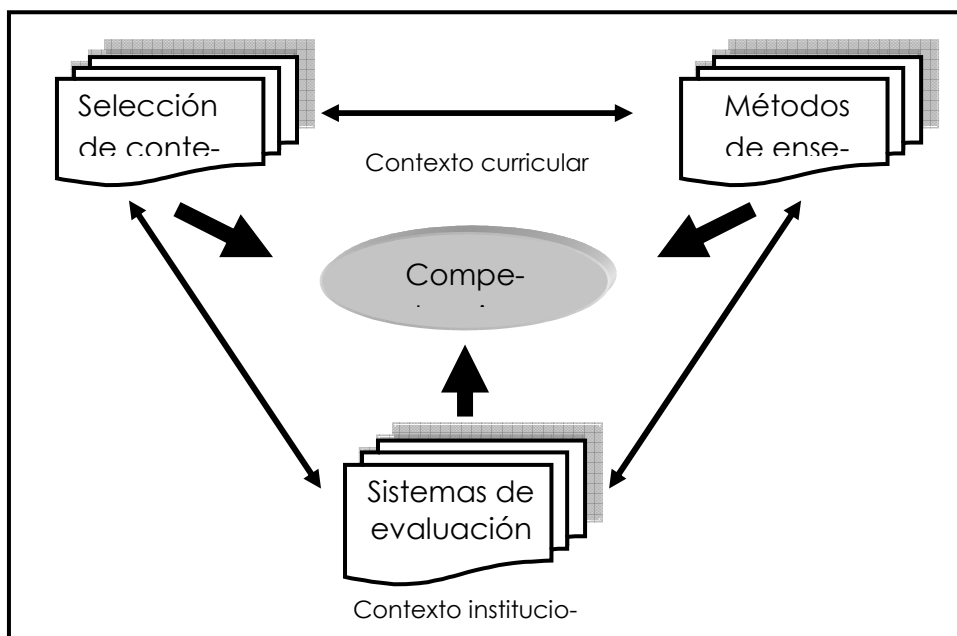 Selección
de conte-
Métodos
de ense-
Contexto curricular
Compe-
Sistemas de
evaluación
Contexto institucio-